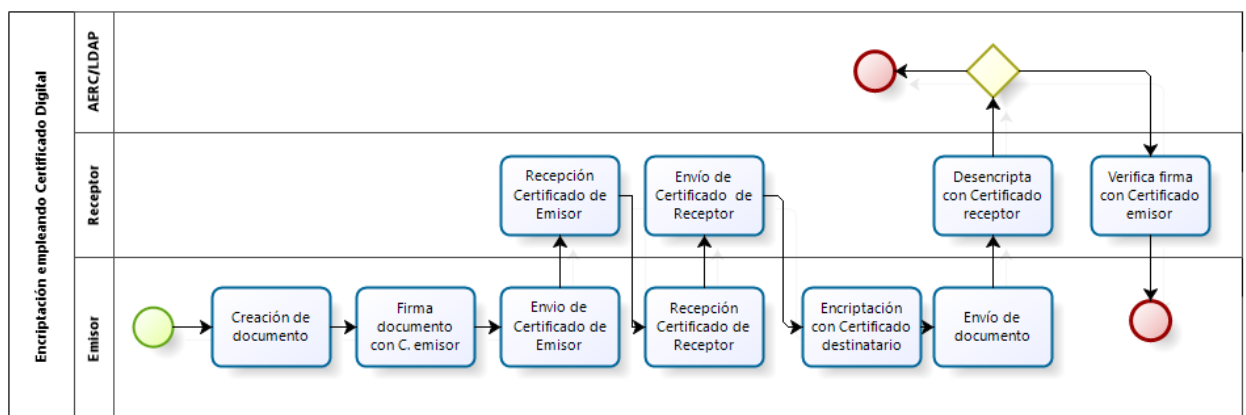 Encriptación empleando Certificado Digital
AERC/LDAP
Receptor
Recepción
Certificado de
Emisor
Envío de
Certificado de
Receptor
Desencripta
con Certificado
receptor
Verifica firma
con Certificado
emisor
Emisor
Creación de
documento
Firma
documento
con C. emisor
Envio de
Certificado de
Emisor
Recepción
Certificado de
Receptor
Encriptación
con Certificado
destinatario
Envío de
documento